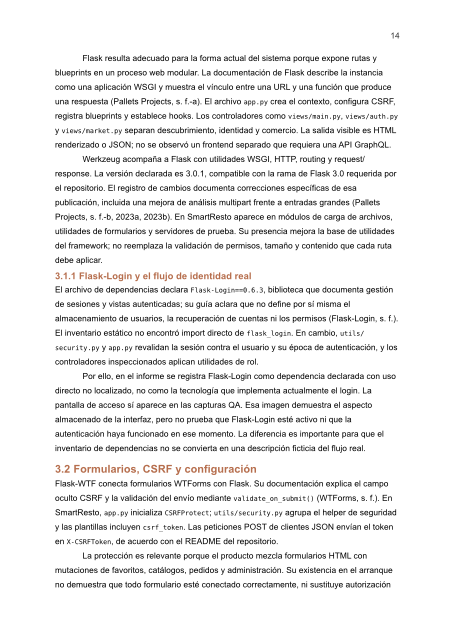 14
Flask resulta adecuado para la forma actual del sistema porque expone rutas y
blueprints en un proceso web modular. La documentación de Flask describe la instancia
como una aplicación WSGI y muestra el vínculo entre una URL y una función que produce
una respuesta (Pallets Projects, s. f.-a). El archivo app.py crea el contexto, configura CSRF,
registra blueprints y establece hooks. Los controladores como views/main.py, views/auth.py
y views/market.py separan descubrimiento, identidad y comercio. La salida visible es HTML
renderizado o JSON; no se observó un frontend separado que requiera una API GraphQL.
Werkzeug acompaña a Flask con utilidades WSGI, HTTP, routing y request/
response. La versión declarada es 3.0.1, compatible con la rama de Flask 3.0 requerida por
el repositorio. El registro de cambios documenta correcciones específicas de esa
publicación, incluida una mejora de análisis multipart frente a entradas grandes (Pallets
Projects, s. f.-b, 2023a, 2023b). En SmartResto aparece en módulos de carga de archivos,
utilidades de formularios y servidores de prueba. Su presencia mejora la base de utilidades
del framework; no reemplaza la validación de permisos, tamaño y contenido que cada ruta
debe aplicar.
3.1.1 Flask-Login y el flujo de identidad real
El archivo de dependencias declara Flask-Login==0.6.3, biblioteca que documenta gestión
de sesiones y vistas autenticadas; su guía aclara que no define por sí misma el
almacenamiento de usuarios, la recuperación de cuentas ni los permisos (Flask-Login, s. f.).
El inventario estático no encontró import directo de flask_login. En cambio, utils/
security.py y app.py revalidan la sesión contra el usuario y su época de autenticación, y los
controladores inspeccionados aplican utilidades de rol.
Por ello, en el informe se registra Flask-Login como dependencia declarada con uso
directo no localizado, no como la tecnología que implementa actualmente el login. La
pantalla de acceso sí aparece en las capturas QA. Esa imagen demuestra el aspecto
almacenado de la interfaz, pero no prueba que Flask-Login esté activo ni que la
autenticación haya funcionado en ese momento. La diferencia es importante para que el
inventario de dependencias no se convierta en una descripción ficticia del flujo real.
3.2 Formularios, CSRF y configuración
Flask-WTF conecta formularios WTForms con Flask. Su documentación explica el campo
oculto CSRF y la validación del envío mediante validate_on_submit() (WTForms, s. f.). En
SmartResto, app.py inicializa CSRFProtect; utils/security.py agrupa el helper de seguridad
y las plantillas incluyen csrf_token. Las peticiones POST de clientes JSON envían el token
en X-CSRFToken, de acuerdo con el README del repositorio.
La protección es relevante porque el producto mezcla formularios HTML con
mutaciones de favoritos, catálogos, pedidos y administración. Su existencia en el arranque
no demuestra que todo formulario esté conectado correctamente, ni sustituye autorización